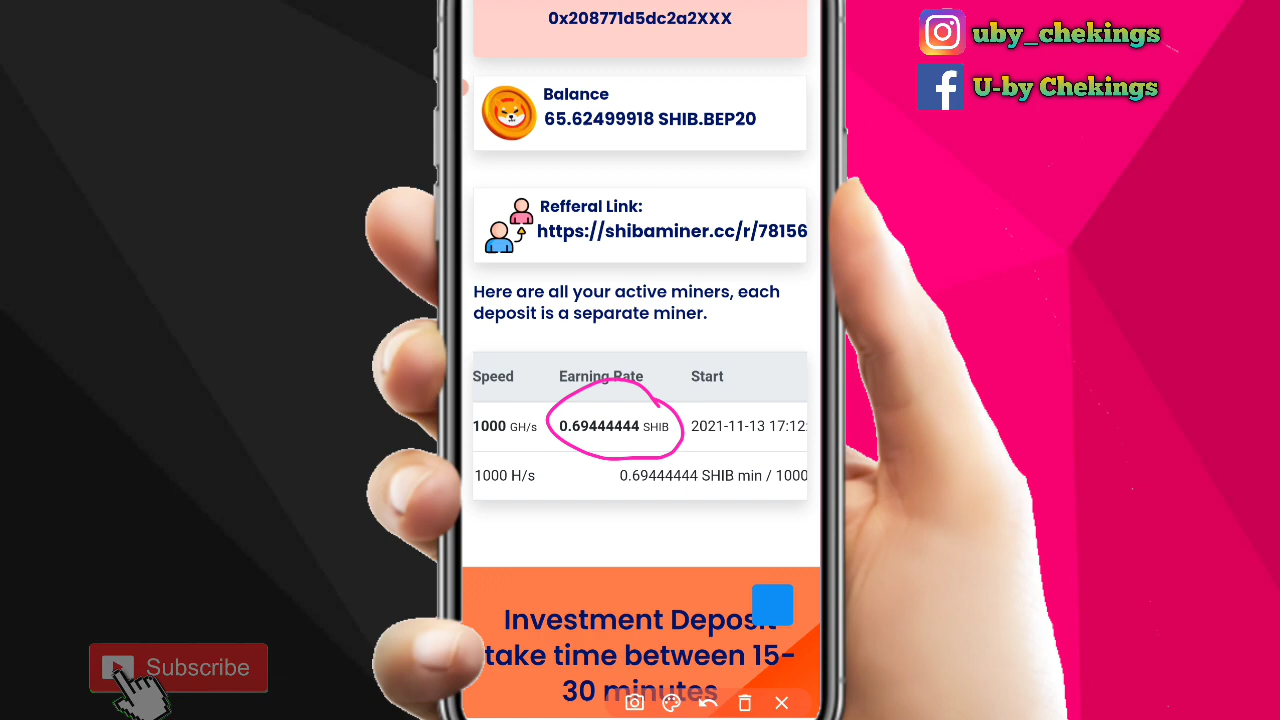 0x208771d5dc2a2XXX
uby_chekings
U-by Chekings
Balance
65.62499918 SHIB.BEP20
Refferal Link:
https://shibaminer.cc/r/78156
Here are all your active miners, each
deposit is a separate miner.
Speed Earning Rate Start
1000 GH/s 0.69444444 SHIB 2021-11-13 17:12:
1000 H/s 0.69444444 SHIB min / 1000
Investment Deposit
take time between 15-
30 minutes
Subscribe